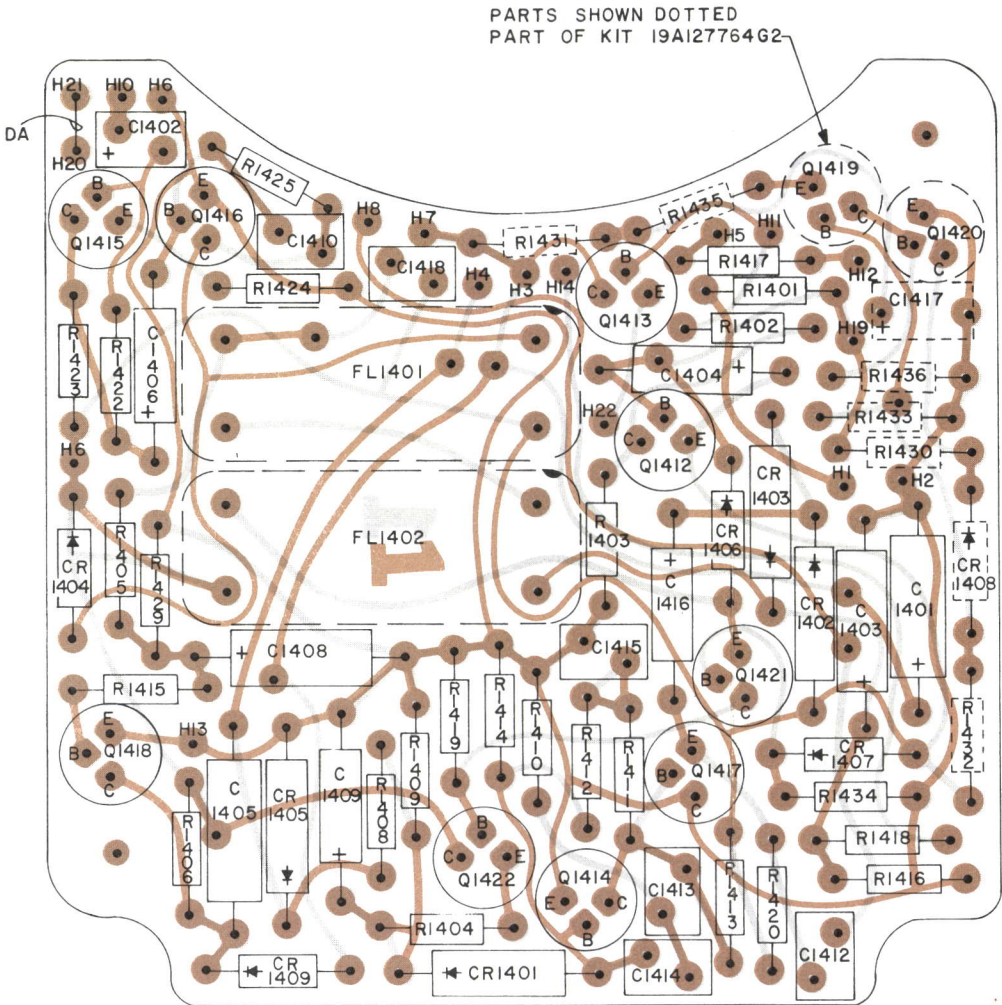 PARTS SHOWN DOTTED
PART OF KIT 19A127764G2
H21 H10 H6
DA
C1402
+
H20
R1425
Q1419
E
C
B
R1435
H11
B
C
E
Q1415
E
B
Q1416
C
C1410
H8
H7
R1431
H5
E
Q1420
B
C
R1417
H12
C1418
H4
H3
H14
R1424
B
C
E
Q1413
R1401
C1417
+
R1402
H19
R1423
R1422
C1406
+
FL1401
C1404
+
R1436
H22
B
C
E
Q1412
R1433
R1430
H6
CR1403
H1
H2
CR1404
R1405
R1429
FL1402
R1403
C1416
CR1406
CR1402
C1403
+
C1401
+
CR1408
+
C1408
C1415
E
B
Q1421
C
R1415
R1419
R1414
R1410
R1432
H13
E
B
Q1418
C
R1412
R1411
E
B
Q1417
C
CR1407
C1405
CR1405
C1409
+
R1408
R1409
R1434
R1406
R1418
B
C
E
Q1422
Q1414
E
C
B
C1413
R1413
R1420
R1416
R1404
C1412
CR1409
CR1401
C1414
1